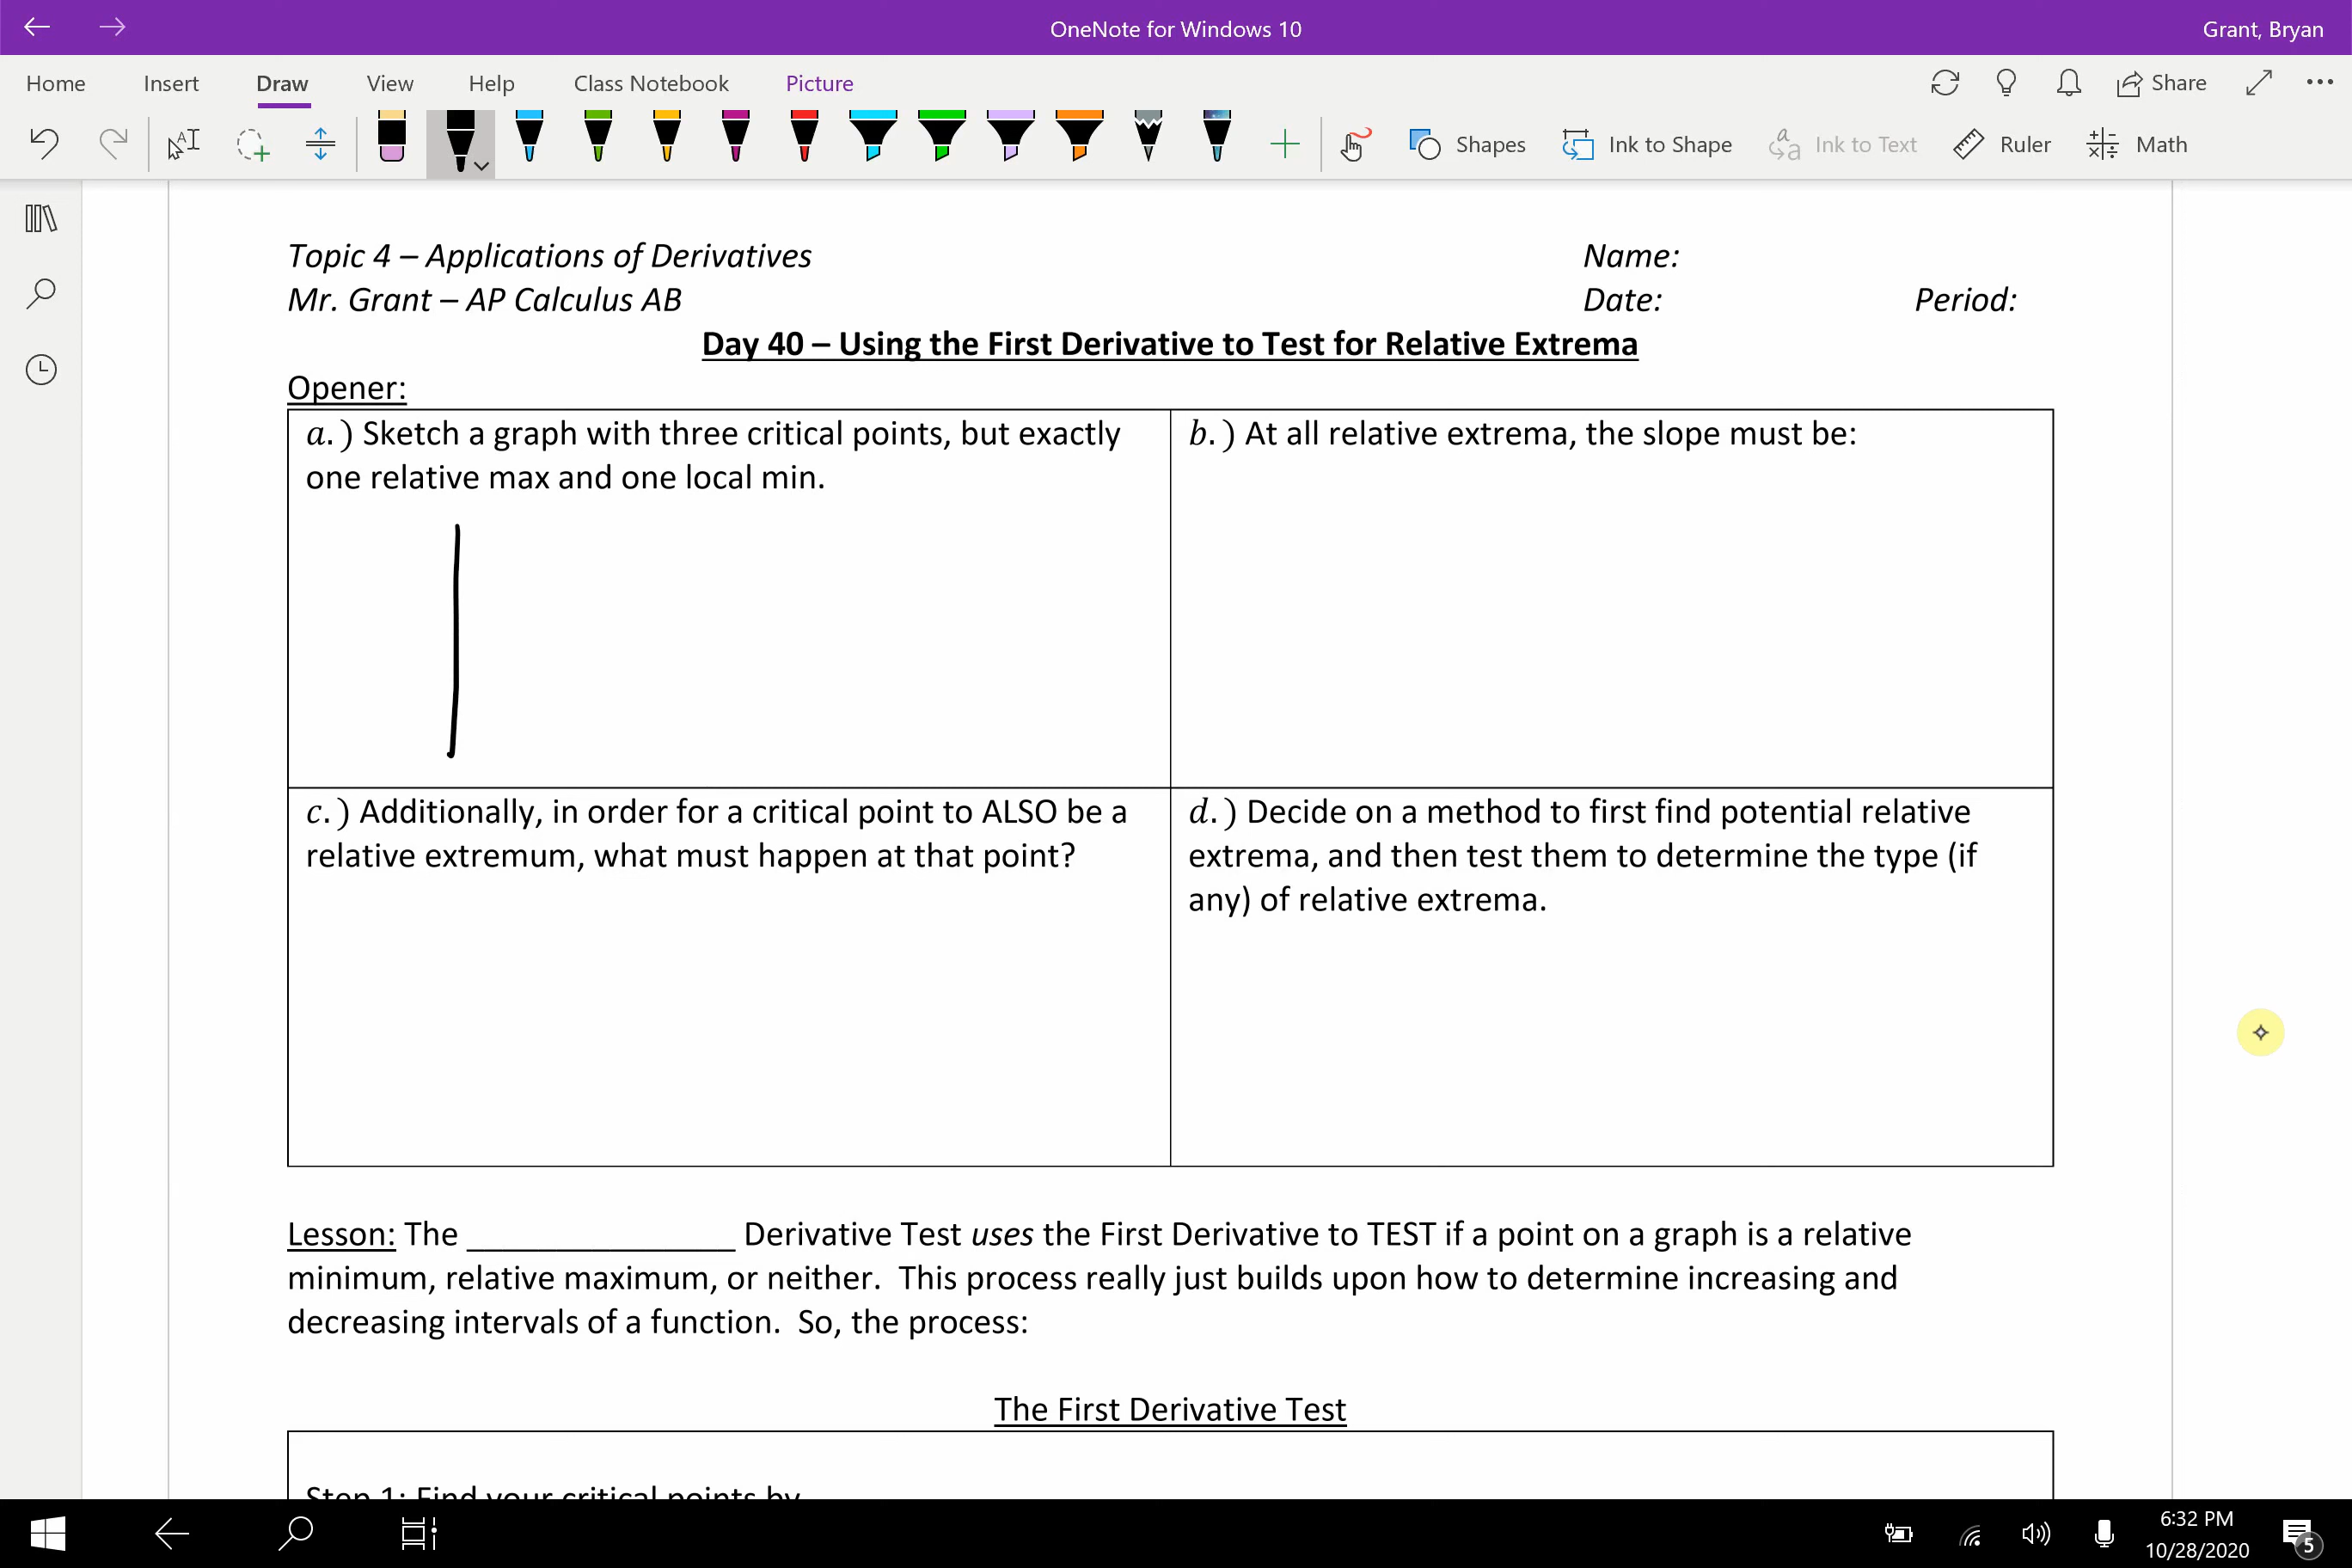 OneNote for Windows 10
Grant, Bryan
Home Insert Draw View Help Class Notebook Picture
Share
Shapes Ink to Shape Ink to Text Ruler Math
Topic 4 – Applications of Derivatives Name:
Mr. Grant – AP Calculus AB Date: Period:
Day 40 – Using the First Derivative to Test for Relative Extrema
Opener:
a.) Sketch a graph with three critical points, but exactly
one relative max and one local min.
b.) At all relative extrema, the slope must be:
c.) Additionally, in order for a critical point to ALSO be a
relative extremum, what must happen at that point?
d.) Decide on a method to first find potential relative
extrema, and then test them to determine the type (if
any) of relative extrema.
Lesson: The ________________ Derivative Test uses the First Derivative to TEST if a point on a graph is a relative
minimum, relative maximum, or neither. This process really just builds upon how to determine increasing and
decreasing intervals of a function. So, the process:
The First Derivative Test
Step 1: Find your critical points by
6:32 PM
10/28/2020
5